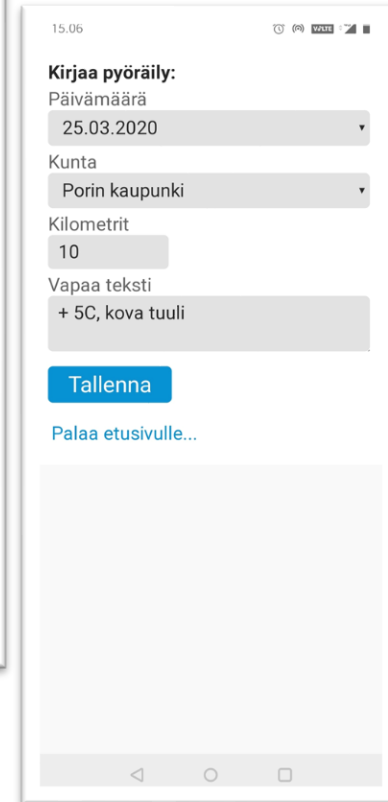 15.06
VoLTE
Kirjaa pyöräily:
Päivämäärä
25.03.2020
Kunta
Porin kaupunki
Kilometrit
10
Vapaa teksti
+ 5C, kova tuuli
Tallenna
Palaa etusivulle...